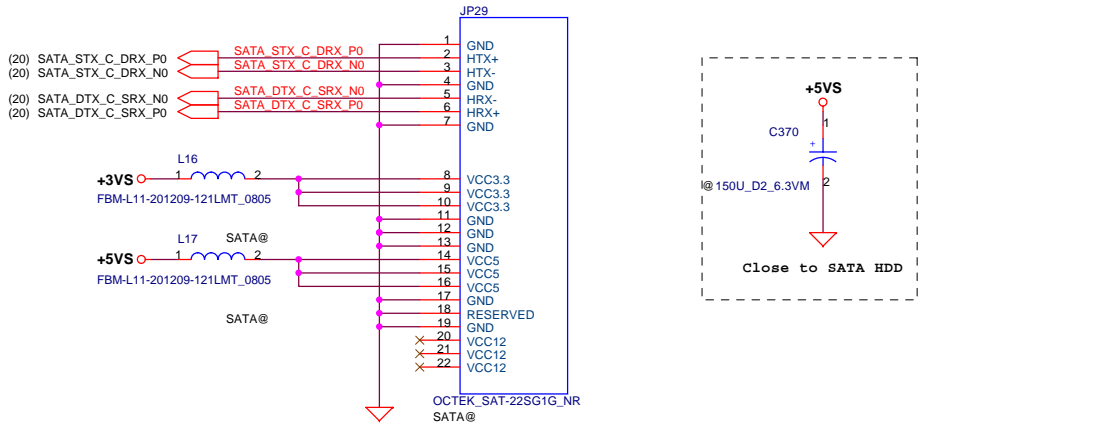 JP29
1 GND
(20) SATA_STX_C_DRX_P0 SATA_STX_C_DRX_P0 2 HTX+
(20) SATA_STX_C_DRX_N0 SATA_STX_C_DRX_N0 3 HTX-
4 GND
(20) SATA_DTX_C_SRX_N0 SATA_DTX_C_SRX_N0 5 HRX-
(20) SATA_DTX_C_SRX_P0 SATA_DTX_C_SRX_P0 6 HRX+
7 GND
L16
+3VS 1 2 8 VCC3.3
9 VCC3.3
FBM-L11-201209-121LMT_0805 10 VCC3.3
11 GND
12 GND
SATA@
L17 13 GND
+5VS 1 2 14 VCC5
15 VCC5
FBM-L11-201209-121LMT_0805 16 VCC5
17 GND
18 RESERVED
SATA@
19 GND
20 VCC12
21 VCC12
22 VCC12
OCTEK_SAT-22SG1G_NR
SATA@
+5VS
1
C370
+
@150U_D2_6.3VM 2
Close to SATA HDD